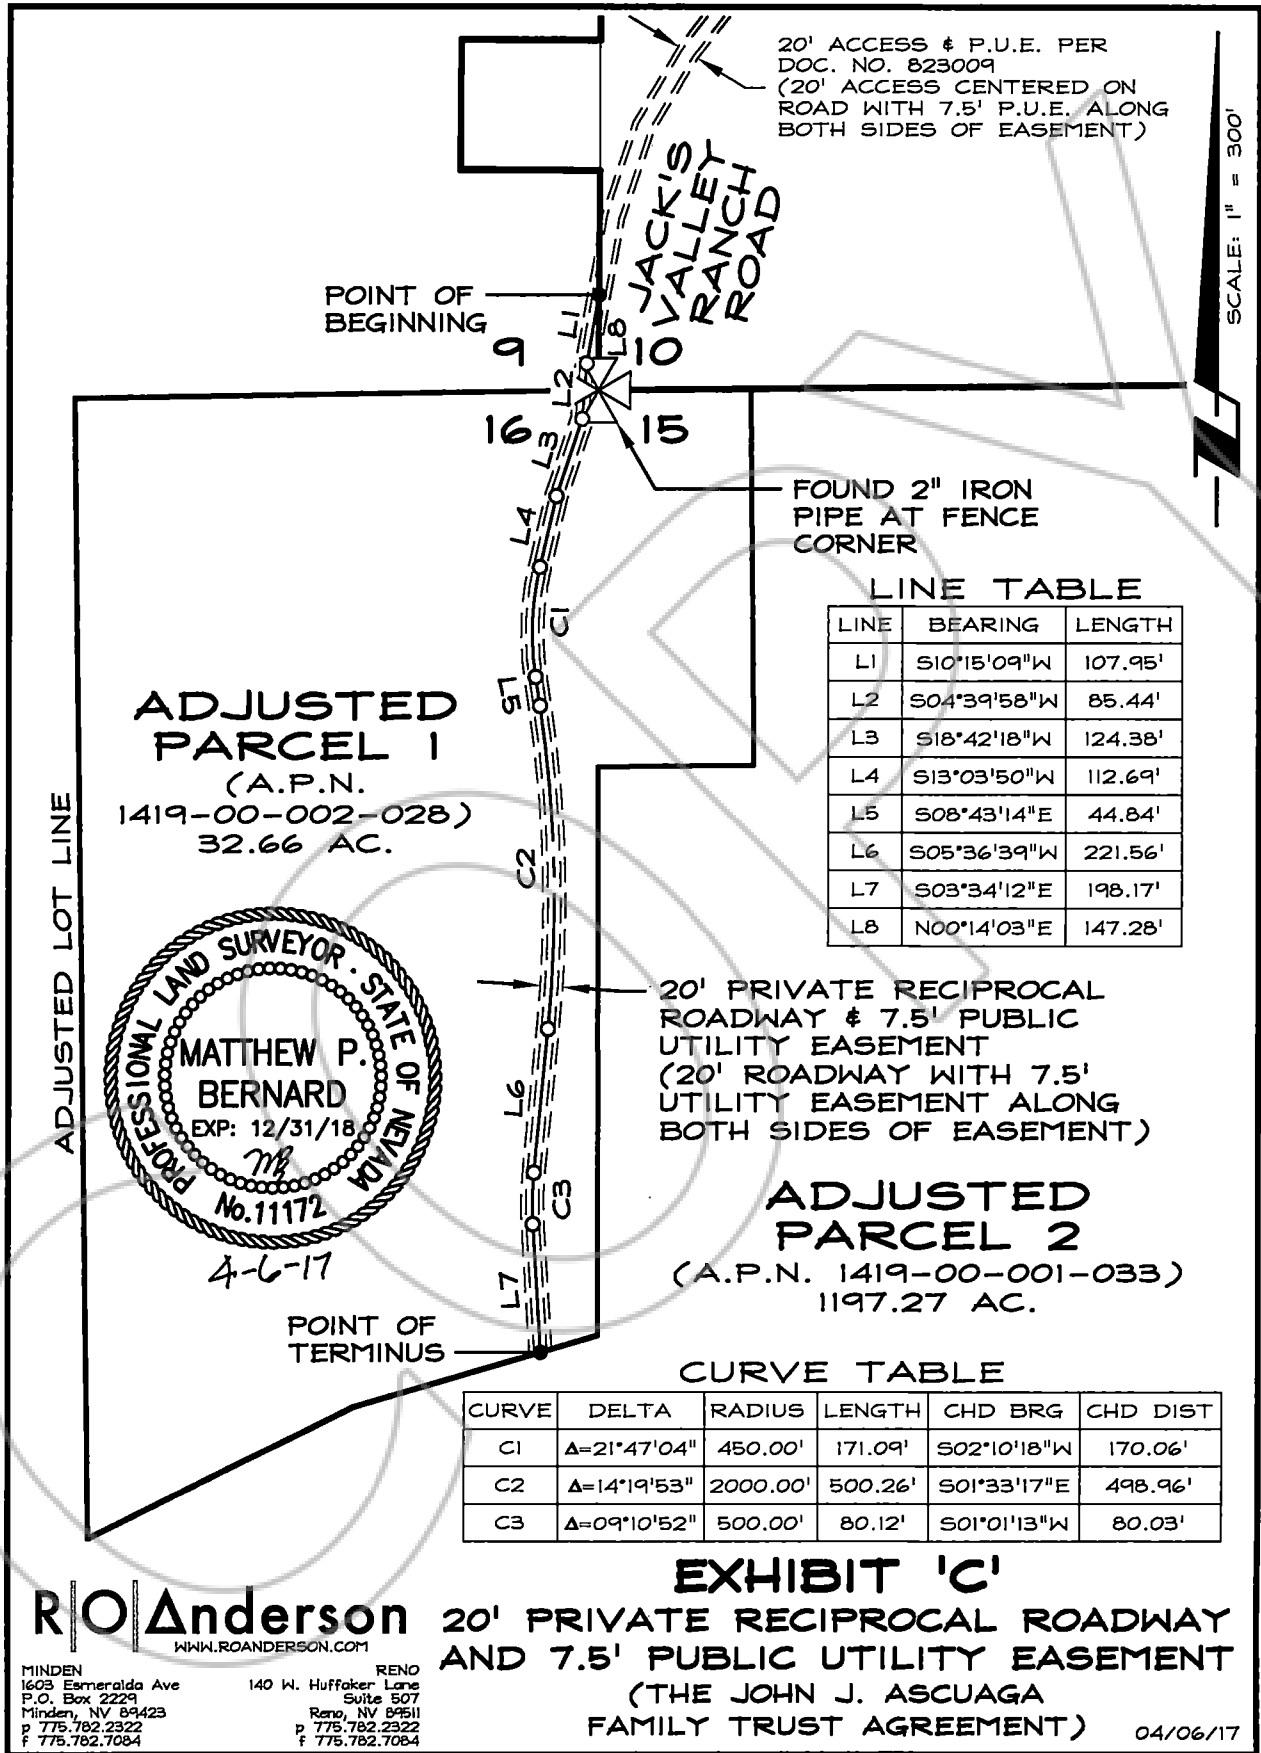 20' ACCESS & P.U.E. PER
DOC. NO. 823009
(20' ACCESS CENTERED ON
ROAD WITH 7.5' P.U.E. ALONG
BOTH SIDES OF EASEMENT)
SCALE: 1" = 300'
JACK'S
VALLEY
RANCH
ROAD
POINT OF
BEGINNING
L1
L8
9
10
L2
16
15
L3
L4
FOUND 2" IRON
PIPE AT FENCE
CORNER
C1
L5
LINE TABLE
LINE BEARING LENGTH
L1 S10°15'09"W 107.95'
L2 S04°39'58"W 85.44'
L3 S18°42'18"W 124.38'
L4 S13°03'50"W 112.69'
L5 S08°43'14"E 44.84'
L6 S05°36'39"W 221.56'
L7 S03°34'12"E 198.17'
L8 N00°14'03"E 147.28'
ADJUSTED
PARCEL 1
(A.P.N.
1419-00-002-028)
32.66 AC.
ADJUSTED LOT LINE
C2
PROFESSIONAL LAND SURVEYOR · STATE OF NEVADA
MATTHEW P.
BERNARD
EXP: 12/31/18
No.11172
4-6-17
20' PRIVATE RECIPROCAL
ROADWAY & 7.5' PUBLIC
UTILITY EASEMENT
(20' ROADWAY WITH 7.5'
UTILITY EASEMENT ALONG
BOTH SIDES OF EASEMENT)
L6
C3
L7
ADJUSTED
PARCEL 2
(A.P.N. 1419-00-001-033)
1197.27 AC.
POINT OF
TERMINUS
CURVE TABLE
CURVE DELTA RADIUS LENGTH CHD BRG CHD DIST
C1 Δ=21°47'04" 450.00' 171.09' S02°10'18"W 170.06'
C2 Δ=14°19'53" 2000.00' 500.26' S01°33'17"E 498.96'
C3 Δ=09°10'52" 500.00' 80.12' S01°01'13"W 80.03'
EXHIBIT 'C'
20' PRIVATE RECIPROCAL ROADWAY
AND 7.5' PUBLIC UTILITY EASEMENT
(THE JOHN J. ASCUAGA
FAMILY TRUST AGREEMENT)
04/06/17
R|O|Anderson
WWW.ROANDERSON.COM
MINDEN
1603 Esmeralda Ave
P.O. Box 2229
Minden, NV 89423
p 775.782.2322
f 775.782.7084
RENO
140 W. Huffaker Lane
Suite 507
Reno, NV 89511
p 775.782.2322
f 775.782.7084
COPY